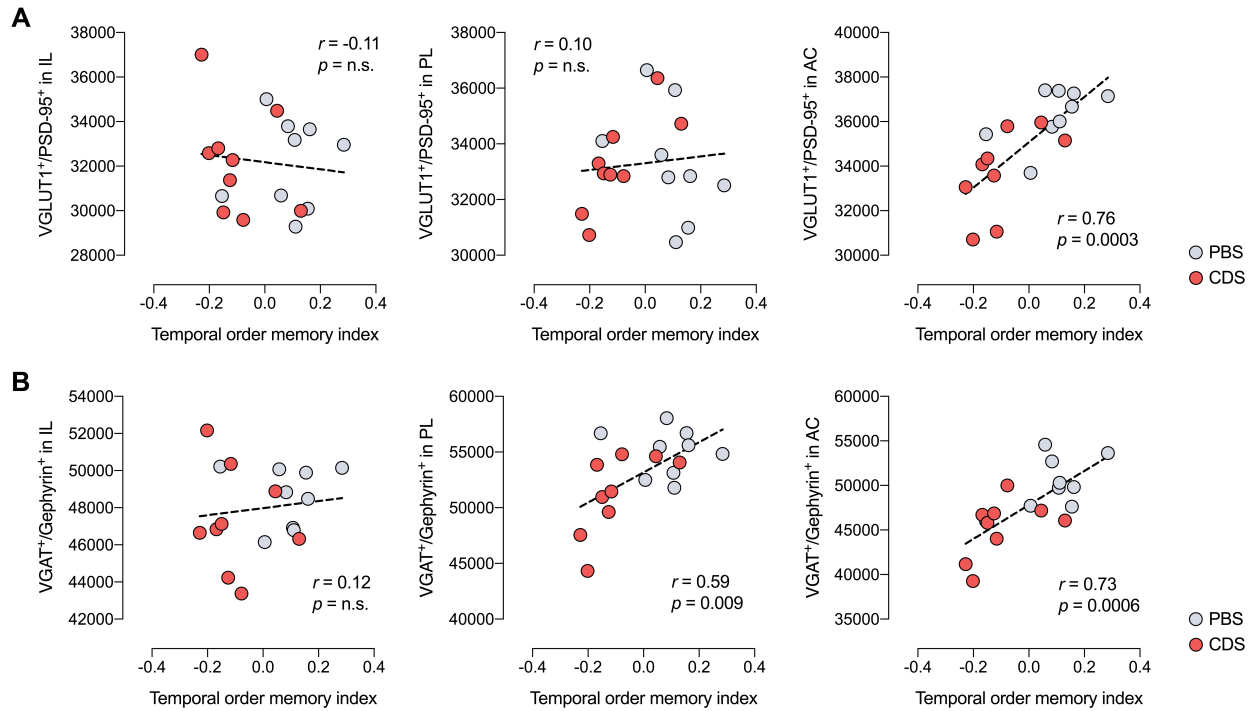 A
VGLUT1⁺/PSD-95⁺ in IL
38000
36000
34000
32000
30000
28000
r = -0.11
p = n.s.
-0.4 -0.2 0.0 0.2 0.4
Temporal order memory index
VGLUT1⁺/PSD-95⁺ in PL
38000
36000
34000
32000
30000
r = 0.10
p = n.s.
-0.4 -0.2 0.0 0.2 0.4
Temporal order memory index
VGLUT1⁺/PSD-95⁺ in AC
40000
38000
36000
34000
32000
30000
r = 0.76
p = 0.0003
-0.4 -0.2 0.0 0.2 0.4
Temporal order memory index
PBS
CDS
B
VGAT⁺/Gephyrin⁺ in IL
54000
52000
50000
48000
46000
44000
42000
r = 0.12
p = n.s.
-0.4 -0.2 0.0 0.2 0.4
Temporal order memory index
VGAT⁺/Gephyrin⁺ in PL
60000
55000
50000
45000
40000
r = 0.59
p = 0.009
-0.4 -0.2 0.0 0.2 0.4
Temporal order memory index
VGAT⁺/Gephyrin⁺ in AC
60000
55000
50000
45000
40000
35000
r = 0.73
p = 0.0006
-0.4 -0.2 0.0 0.2 0.4
Temporal order memory index
PBS
CDS